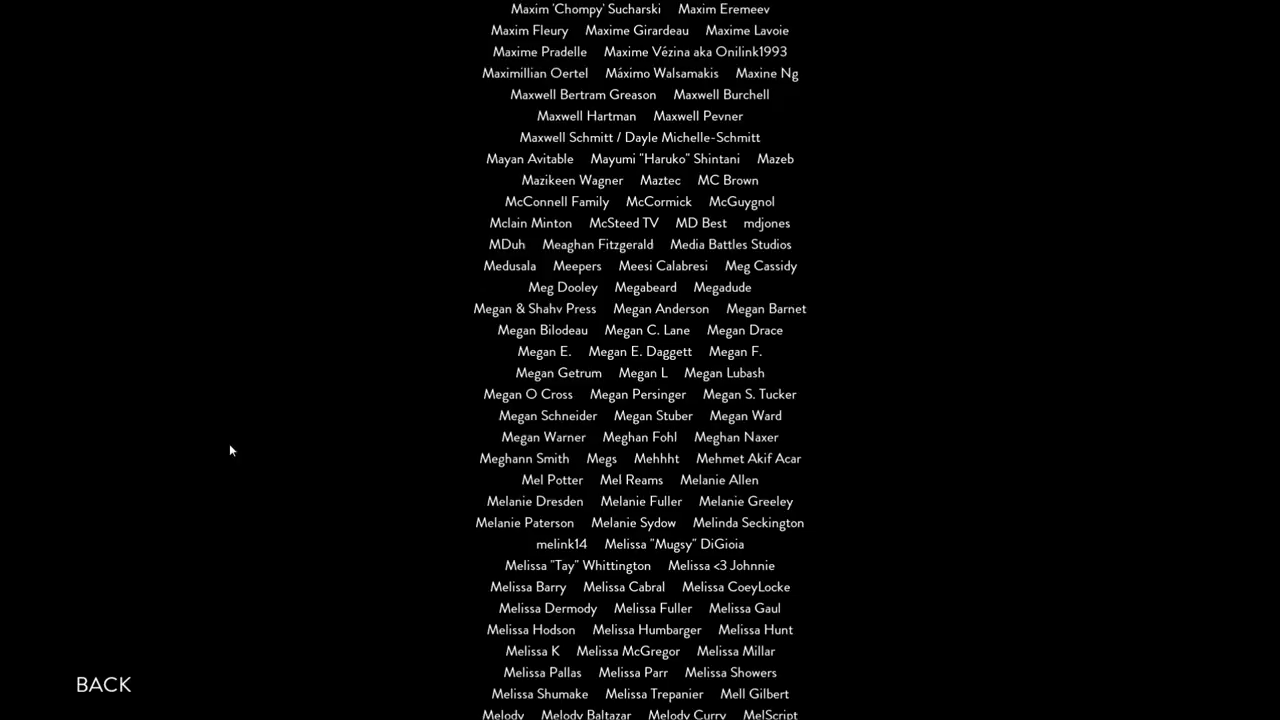 Maxim 'Chompy' Sucharski Maxim Eremeev
Maxim Fleury Maxime Girardeau Maxime Lavoie
Maxime Pradelle Maxime Vézina aka Onilink1993
Maximillian Oertel Máximo Walsamakis Maxine Ng
Maxwell Bertram Greason Maxwell Burchell
Maxwell Hartman Maxwell Pevner
Maxwell Schmitt / Dayle Michelle-Schmitt
Mayan Avitable Mayumi "Haruko" Shintani Mazeb
Mazikeen Wagner Maztec MC Brown
McConnell Family McCormick McGuygnol
Mclain Minton McSteed TV MD Best mdjones
MDuh Meaghan Fitzgerald Media Battles Studios
Medusala Meepers Meesi Calabresi Meg Cassidy
Meg Dooley Megabeard Megadude
Megan & Shahv Press Megan Anderson Megan Barnet
Megan Bilodeau Megan C. Lane Megan Drace
Megan E. Megan E. Daggett Megan F.
Megan Getrum Megan L Megan Lubash
Megan O Cross Megan Persinger Megan S. Tucker
Megan Schneider Megan Stuber Megan Ward
Megan Warner Meghan Fohl Meghan Naxer
Meghann Smith Megs Mehhht Mehmet Akif Acar
Mel Potter Mel Reams Melanie Allen
Melanie Dresden Melanie Fuller Melanie Greeley
Melanie Paterson Melanie Sydow Melinda Seckington
melink14 Melissa "Mugsy" DiGioia
Melissa "Tay" Whittington Melissa <3 Johnnie
Melissa Barry Melissa Cabral Melissa CoeyLocke
Melissa Dermody Melissa Fuller Melissa Gaul
Melissa Hodson Melissa Humbarger Melissa Hunt
Melissa K Melissa McGregor Melissa Millar
Melissa Pallas Melissa Parr Melissa Showers
Melissa Shumake Melissa Trepanier Mell Gilbert
Melody Melody Baltazar Melody Curry MelScript
BACK